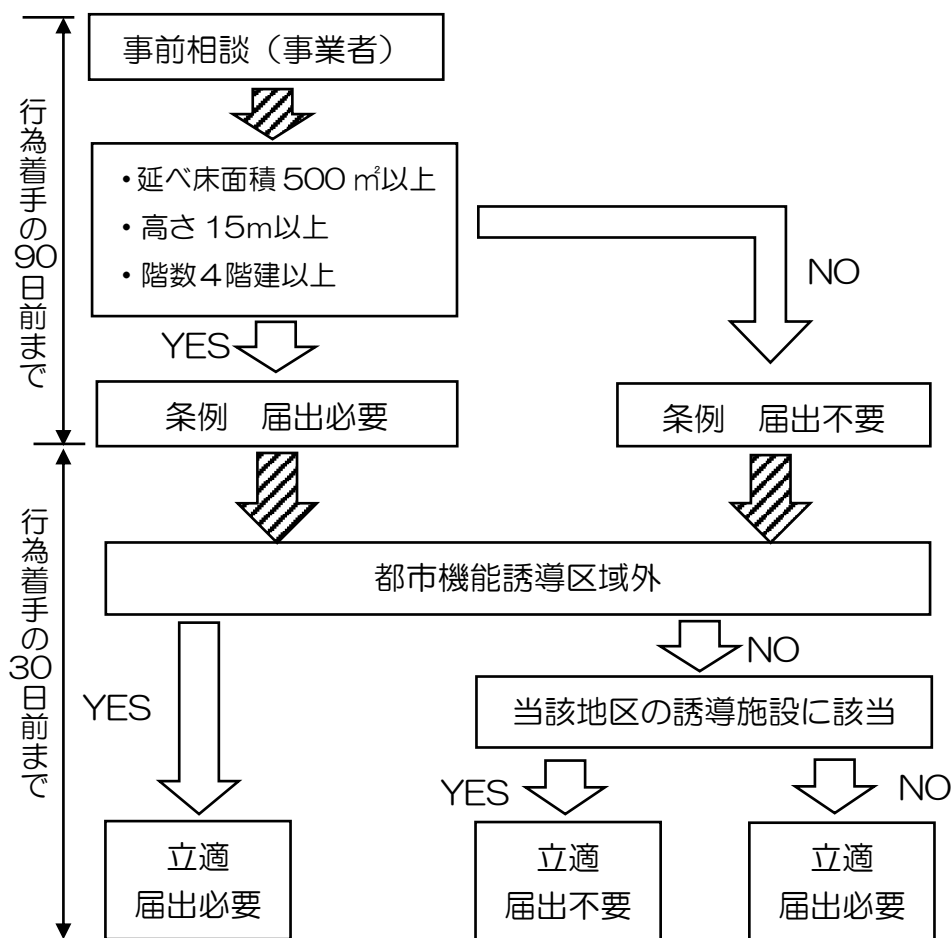 事前相談（事業者）
行為着手の90日前まで
・延べ床面積 500 ㎡以上
・高さ 15m以上
・階数４階建以上
NO
YES
条例　届出必要
条例　届出不要
行為着手の30日前まで
都市機能誘導区域外
NO
YES
当該地区の誘導施設に該当
YES
NO
立適
届出必要
立適
届出不要
立適
届出必要